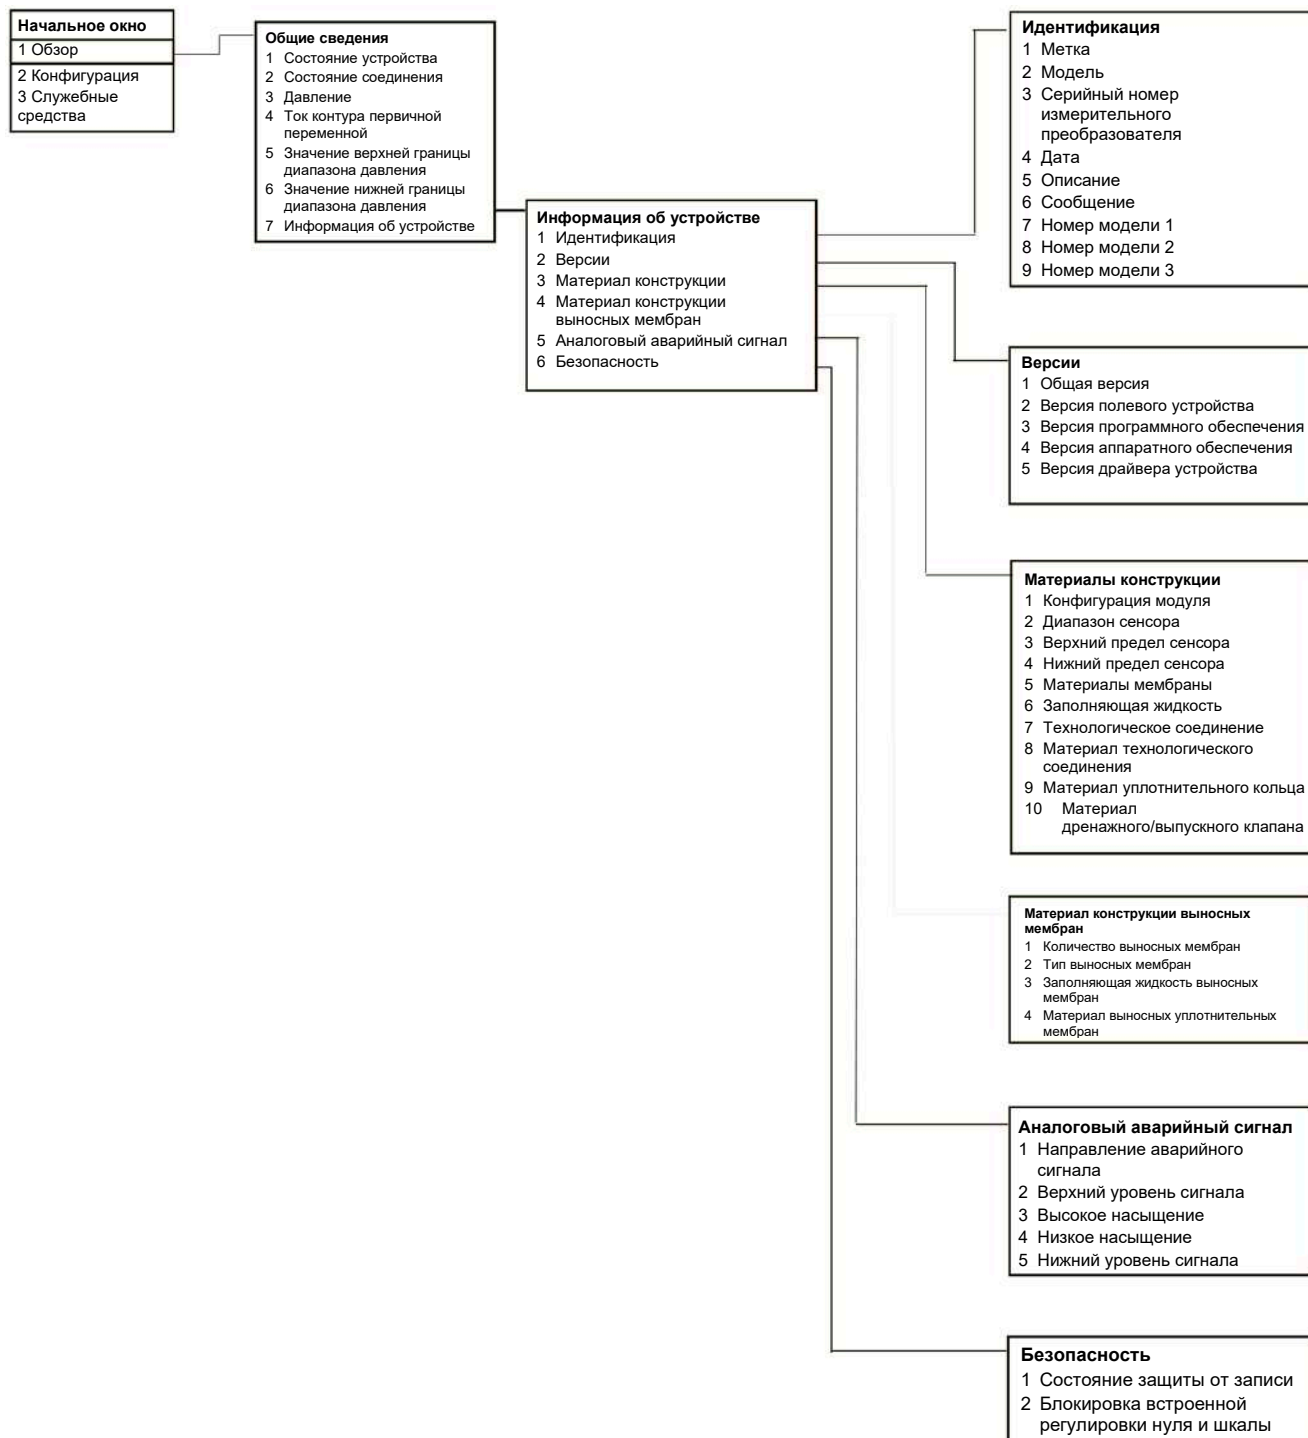 Начальное окно
1 Обзор
2 Конфигурация
3 Служебные
средства
Общие сведения
1 Состояние устройства
2 Состояние соединения
3 Давление
4 Ток контура первичной
переменной
5 Значение верхней границы
диапазона давления
6 Значение нижней границы
диапазона давления
7 Информация об устройстве
Информация об устройстве
1 Идентификация
2 Версии
3 Материал конструкции
4 Материал конструкции
выносных мембран
5 Аналоговый аварийный сигнал
6 Безопасность
Идентификация
1 Метка
2 Модель
3 Серийный номер
измерительного
преобразователя
4 Дата
5 Описание
6 Сообщение
7 Номер модели 1
8 Номер модели 2
9 Номер модели 3
Версии
1 Общая версия
2 Версия полевого устройства
3 Версия программного обеспечения
4 Версия аппаратного обеспечения
5 Версия драйвера устройства
Материалы конструкции
1 Конфигурация модуля
2 Диапазон сенсора
3 Верхний предел сенсора
4 Нижний предел сенсора
5 Материалы мембраны
6 Заполняющая жидкость
7 Технологическое соединение
8 Материал технологического
соединения
9 Материал уплотнительного кольца
10 Материал
дренажного/выпускного клапана
Материал конструкции выносных
мембран
1 Количество выносных мембран
2 Тип выносных мембран
3 Заполняющая жидкость выносных
мембран
4 Материал выносных уплотнительных
мембран
Аналоговый аварийный сигнал
1 Направление аварийного
сигнала
2 Верхний уровень сигнала
3 Высокое насыщение
4 Низкое насыщение
5 Нижний уровень сигнала
Безопасность
1 Состояние защиты от записи
2 Блокировка встроенной
регулировки нуля и шкалы